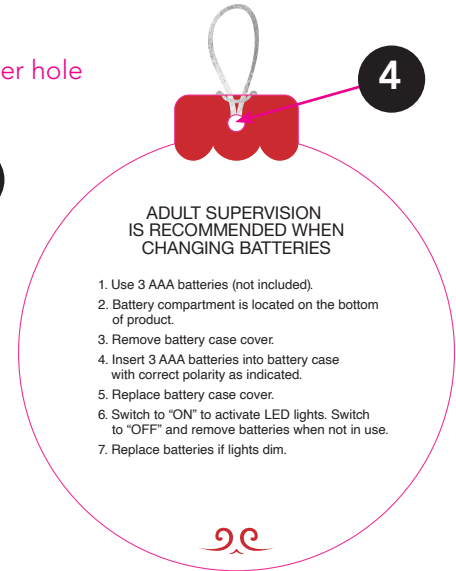 er hole
4
ADULT SUPERVISION
IS RECOMMENDED WHEN
CHANGING BATTERIES
1. Use 3 AAA batteries (not included).
2. Battery compartment is located on the bottom
of product.
3. Remove battery case cover.
4. Insert 3 AAA batteries into battery case
with correct polarity as indicated.
5. Replace battery case cover.
6. Switch to “ON” to activate LED lights. Switch
to “OFF” and remove batteries when not in use.
7. Replace batteries if lights dim.